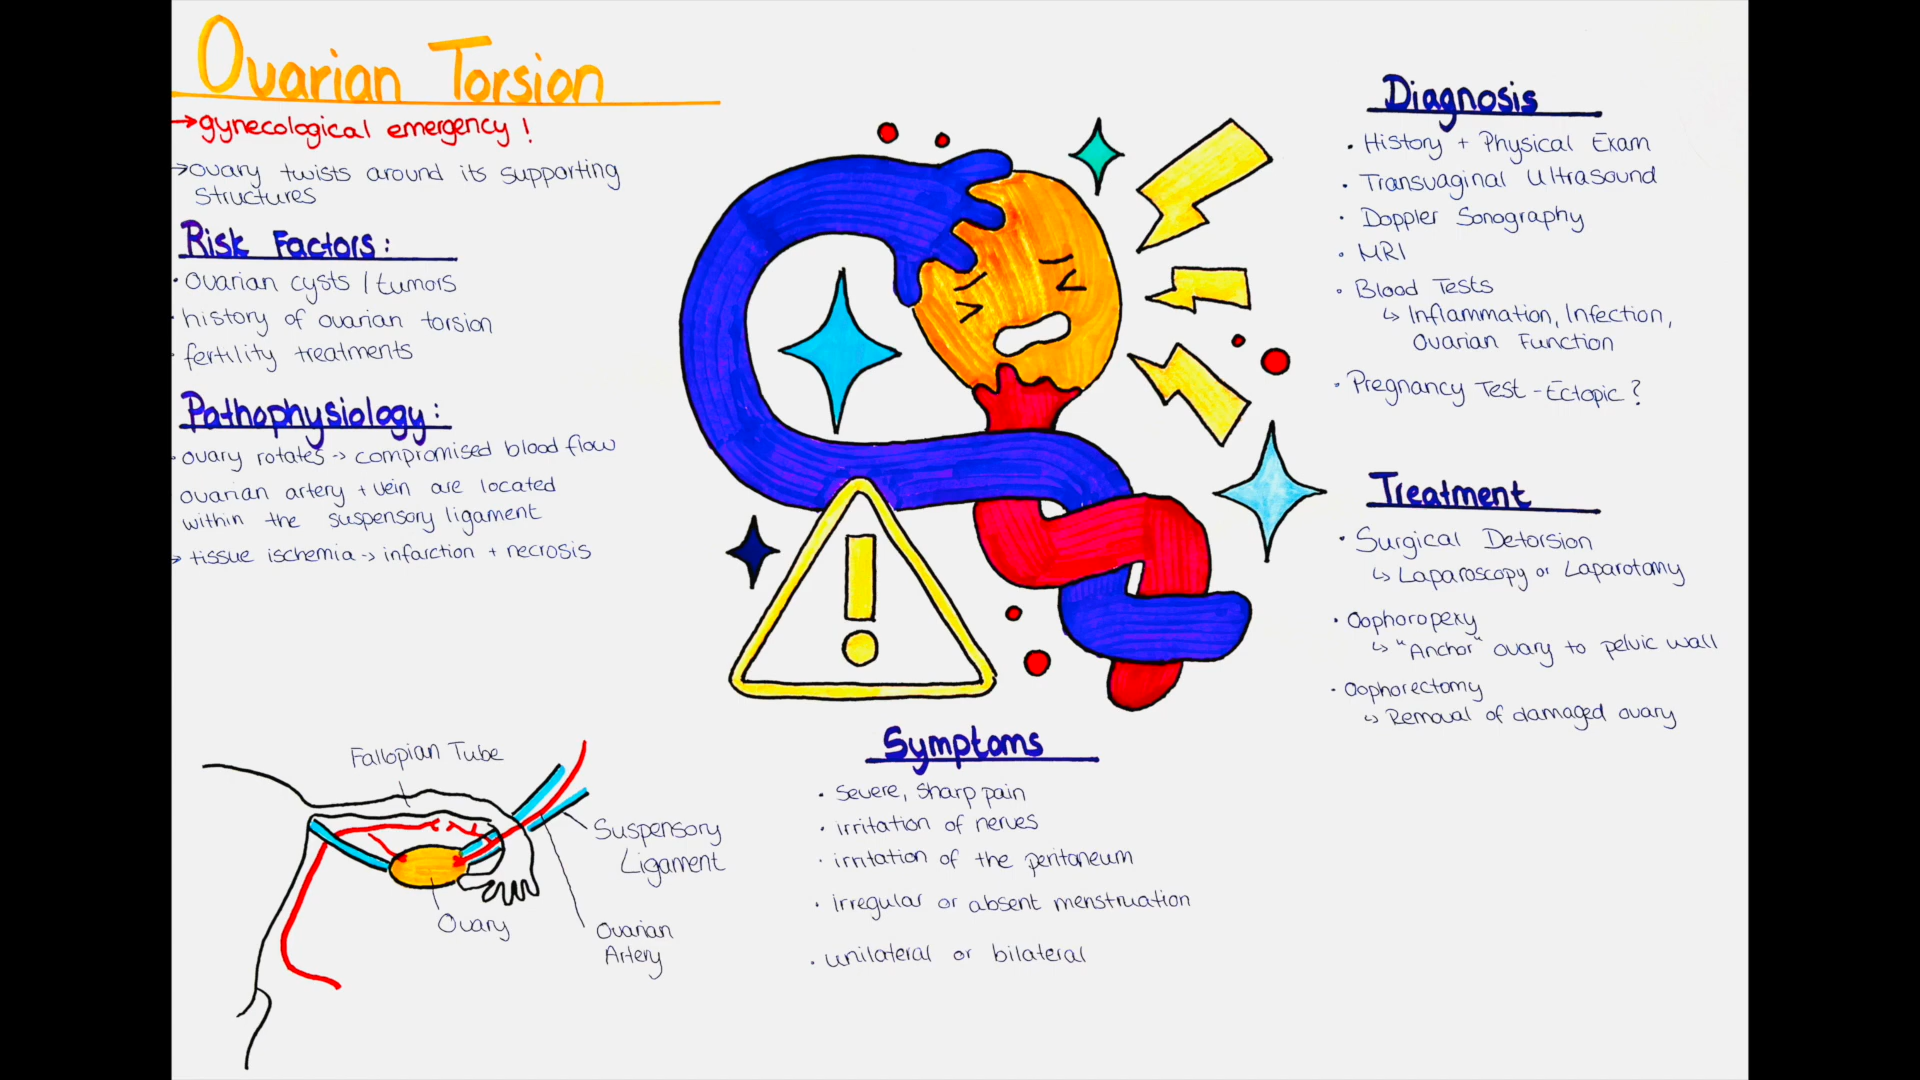 Ovarian Torsion
→ gynecological emergency !
→ ovary twists around its supporting
structures
Risk Factors:
• ovarian cysts / tumors
• history of ovarian torsion
• fertility treatments
Pathophysiology:
• ovary rotates -> compromised blood flow
ovarian artery + vein are located
within the suspensory ligament
> tissue ischemia -> infarction + necrosis
Fallopian Tube
Suspensory
Ligament
Ovary
Ovarian
Artery
!
Symptoms
• severe, sharp pain
• irritation of nerves
• irritation of the peritoneum
• irregular or absent menstruation
• unilateral or bilateral
Diagnosis
• History + Physical Exam
• Transvaginal Ultrasound
• Doppler Sonography
• MRI
• Blood Tests
↳ Inflammation, Infection,
Ovarian Function
• Pregnancy Test - Ectopic ?
Treatment
• Surgical Detorsion
↳ Laparoscopy or Laparotomy
• Oophoropexy
↳ "Anchor" ovary to pelvic wall
• Oophorectomy
↳ Removal of damaged ovary